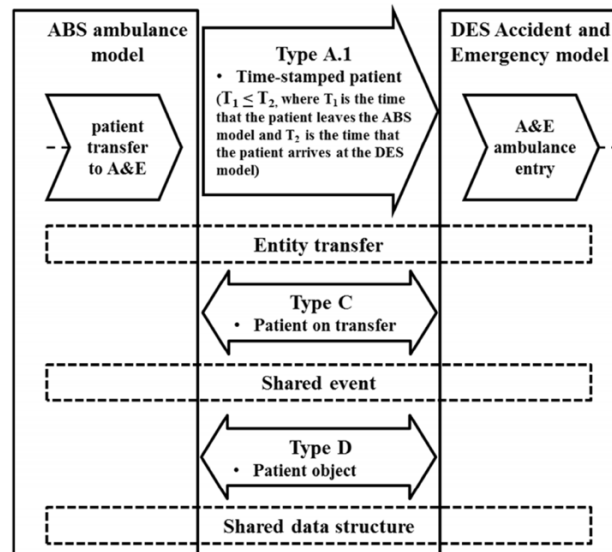 ABS ambulance
model
patient
transfer
to A&E
Type A.1
• Time-stamped patient
(T₁ ≤ T₂, where T₁ is the time
that the patient leaves the ABS
model and T₂ is the time that
the patient arrives at the DES
model)
DES Accident and
Emergency model
A&E
ambulance
entry
Entity transfer
Type C
• Patient on transfer
Shared event
Type D
• Patient object
Shared data structure